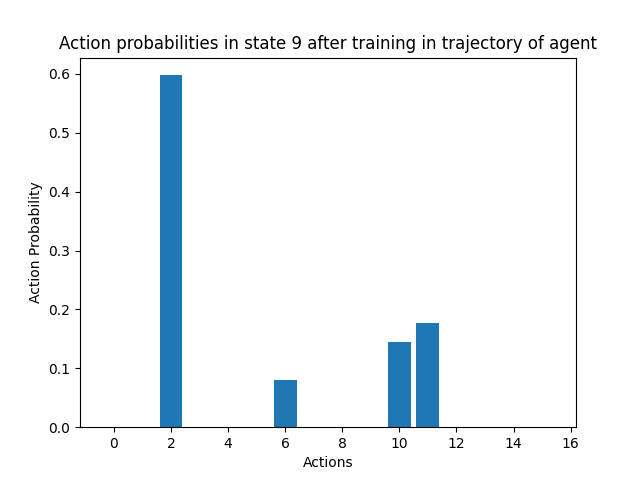 Action probabilities in state 9 after training in trajectory of agent
Action Probability
0.6
0.5
0.4
0.3
0.2
0.1
0.0
0 2 4 6 8 10 12 14 16
Actions